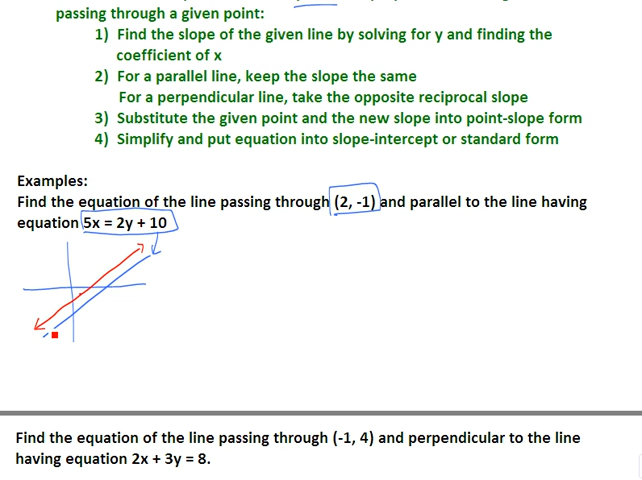 passing through a given point:
1) Find the slope of the given line by solving for y and finding the
coefficient of x
2) For a parallel line, keep the slope the same
For a perpendicular line, take the opposite reciprocal slope
3) Substitute the given point and the new slope into point-slope form
4) Simplify and put equation into slope-intercept or standard form
Examples:
Find the equation of the line passing through (2, -1) and parallel to the line having
equation 5x = 2y + 10
Find the equation of the line passing through (-1, 4) and perpendicular to the line
having equation 2x + 3y = 8.